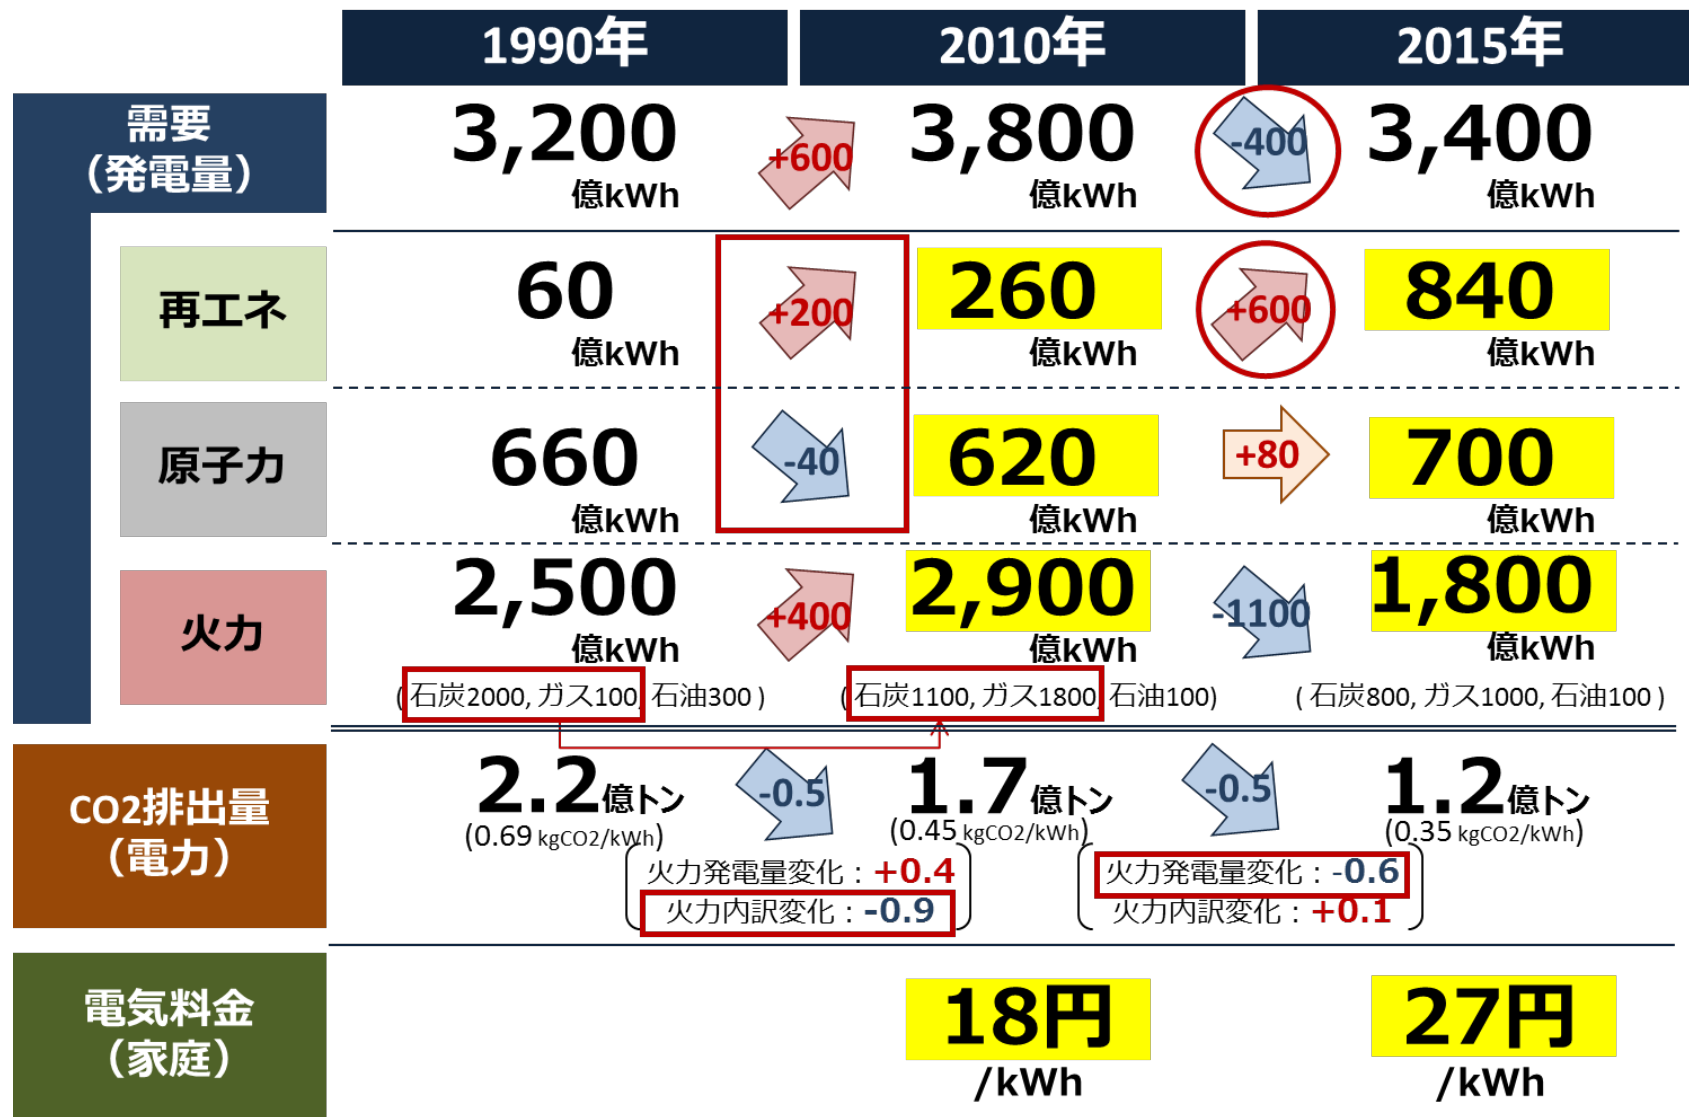 1990年 2010年 2015年
需要
（発電量）
3,200
億kWh
+600
3,800
億kWh
-400
3,400
億kWh
再エネ
60
億kWh
+200
260
億kWh
+600
840
億kWh
原子力
660
億kWh
-40
620
億kWh
+80
700
億kWh
火力
2,500
億kWh
+400
2,900
億kWh
-1100
1,800
億kWh
(石炭2000, ガス100, 石油300)
(石炭1100, ガス1800, 石油100)
(石炭800, ガス1000, 石油100)
CO2排出量
（電力）
2.2億トン
(0.69 kgCO2/kWh)
-0.5
1.7億トン
(0.45 kgCO2/kWh)
-0.5
1.2億トン
(0.35 kgCO2/kWh)
火力発電量変化：+0.4
火力内訳変化：-0.9
火力発電量変化：-0.6
火力内訳変化：+0.1
電気料金
（家庭）
18円
/kWh
27円
/kWh